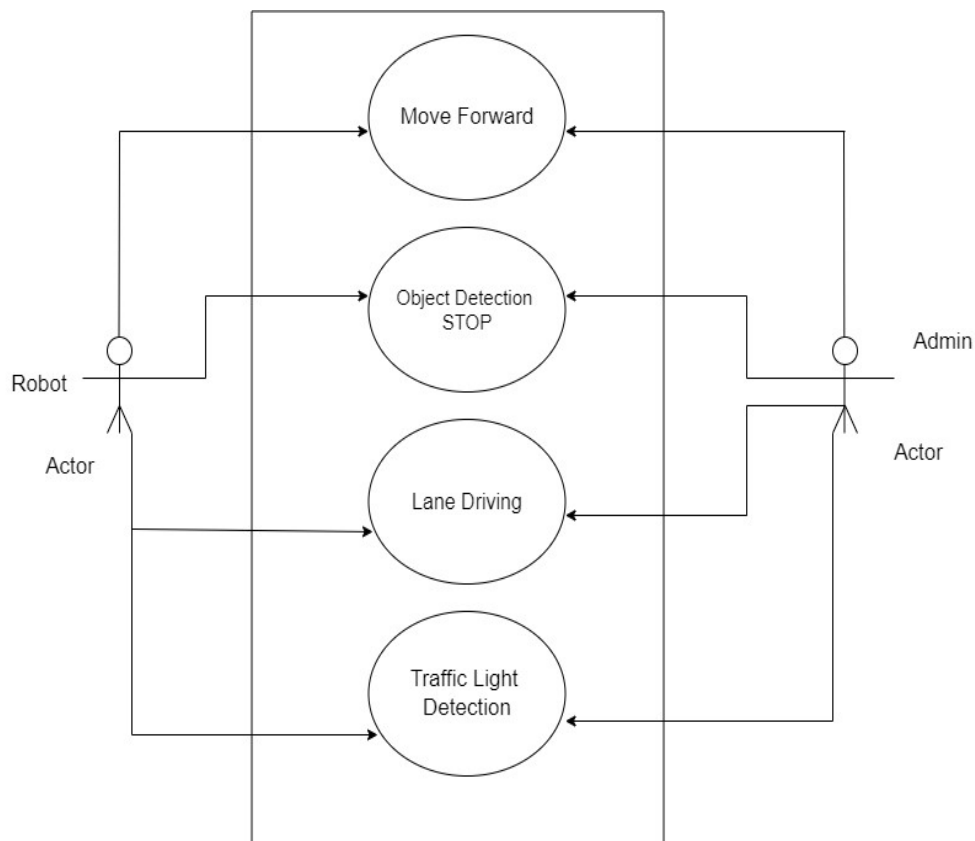 Move Forward
Object Detection
STOP
Robot
Actor
Admin
Actor
Lane Driving
Traffic Light
Detection